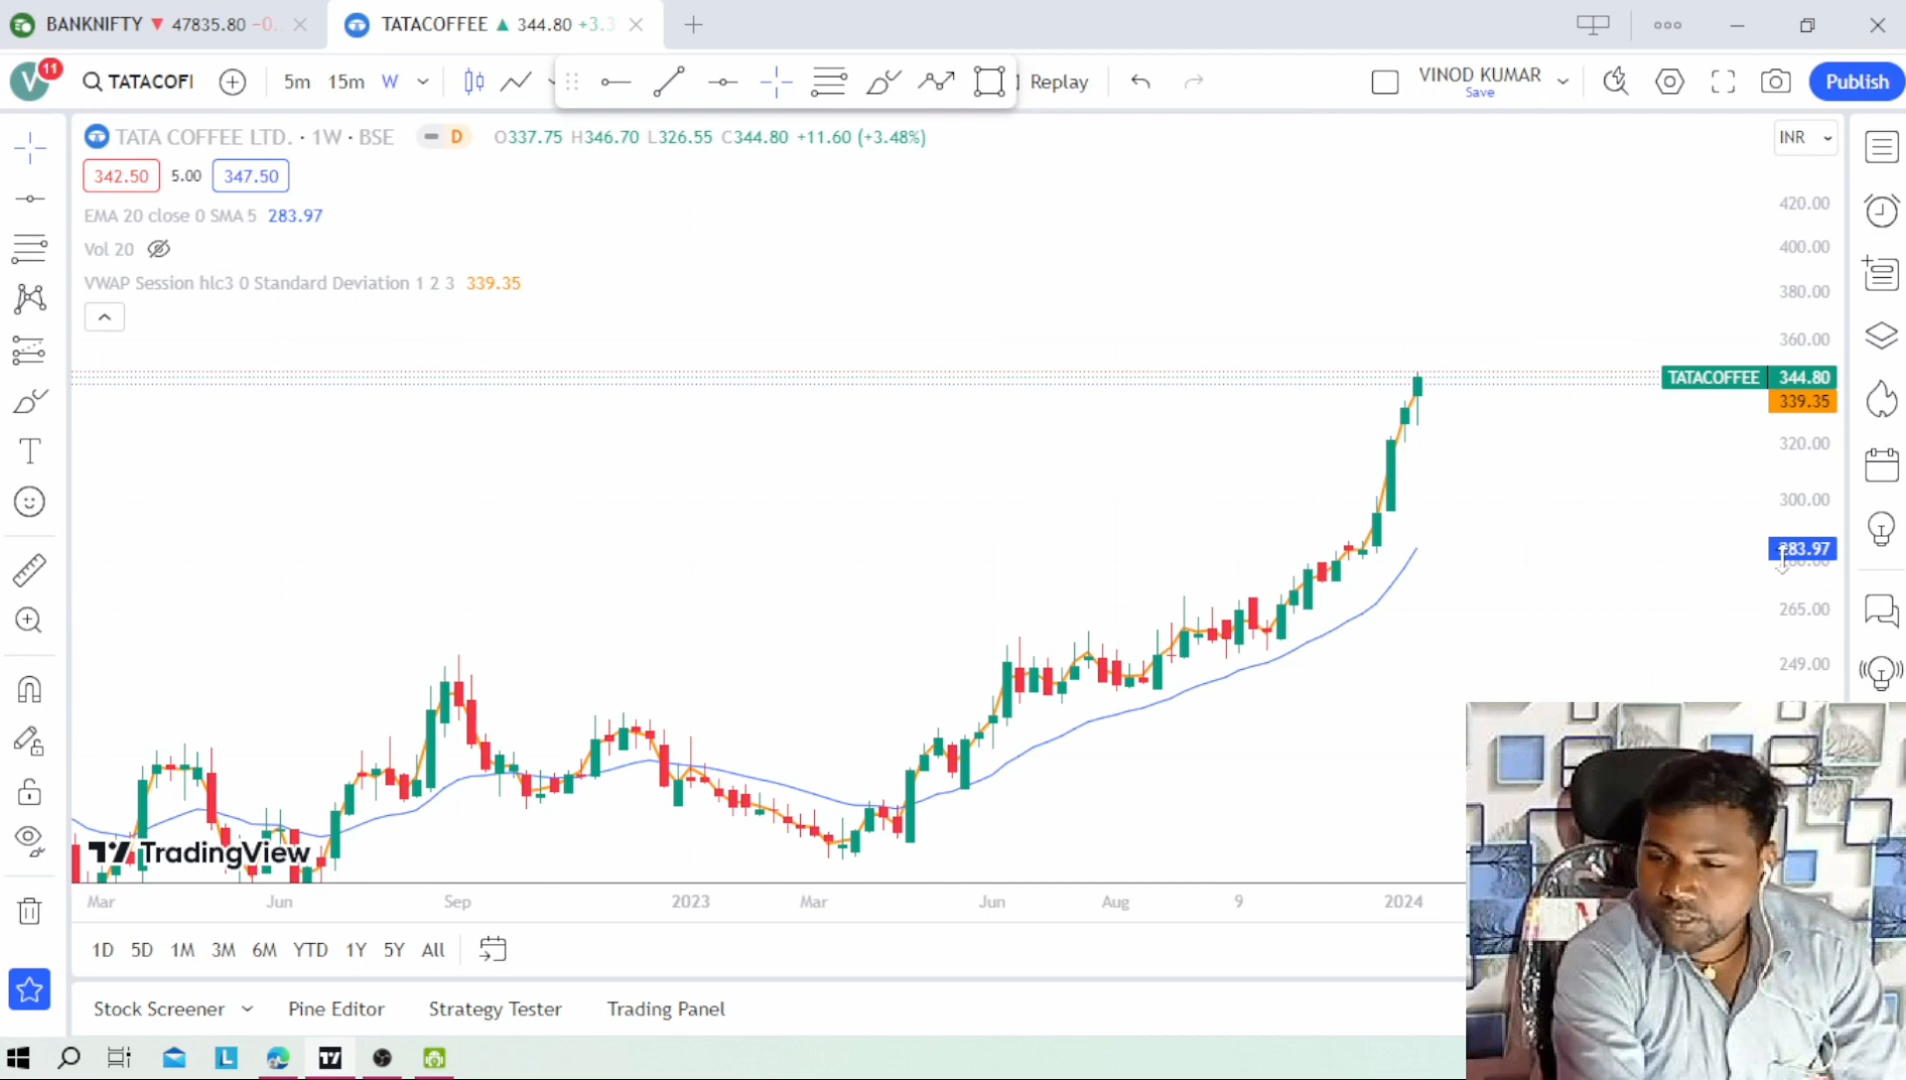 BANKNIFTY ▼ 47835.80 −0.
TATACOFFEE ▲ 344.80 +3.3
V 11
TATACOFI
5m 15m W
Replay
VINOD KUMAR
Save
Publish
TATA COFFEE LTD. · 1W · BSE
D
O337.75 H346.70 L326.55 C344.80 +11.60 (+3.48%)
INR
342.50 5.00 347.50
EMA 20 close 0 SMA 5 283.97
Vol 20
VWAP Session hlc3 0 Standard Deviation 1 2 3 339.35
420.00
400.00
380.00
360.00
TATACOFFEE 344.80
339.35
320.00
300.00
283.97
265.00
249.00
TradingView
Mar Jun Sep 2023 Mar Jun Aug 9 2024
1D 5D 1M 3M 6M YTD 1Y 5Y All
Stock Screener Pine Editor Strategy Tester Trading Panel